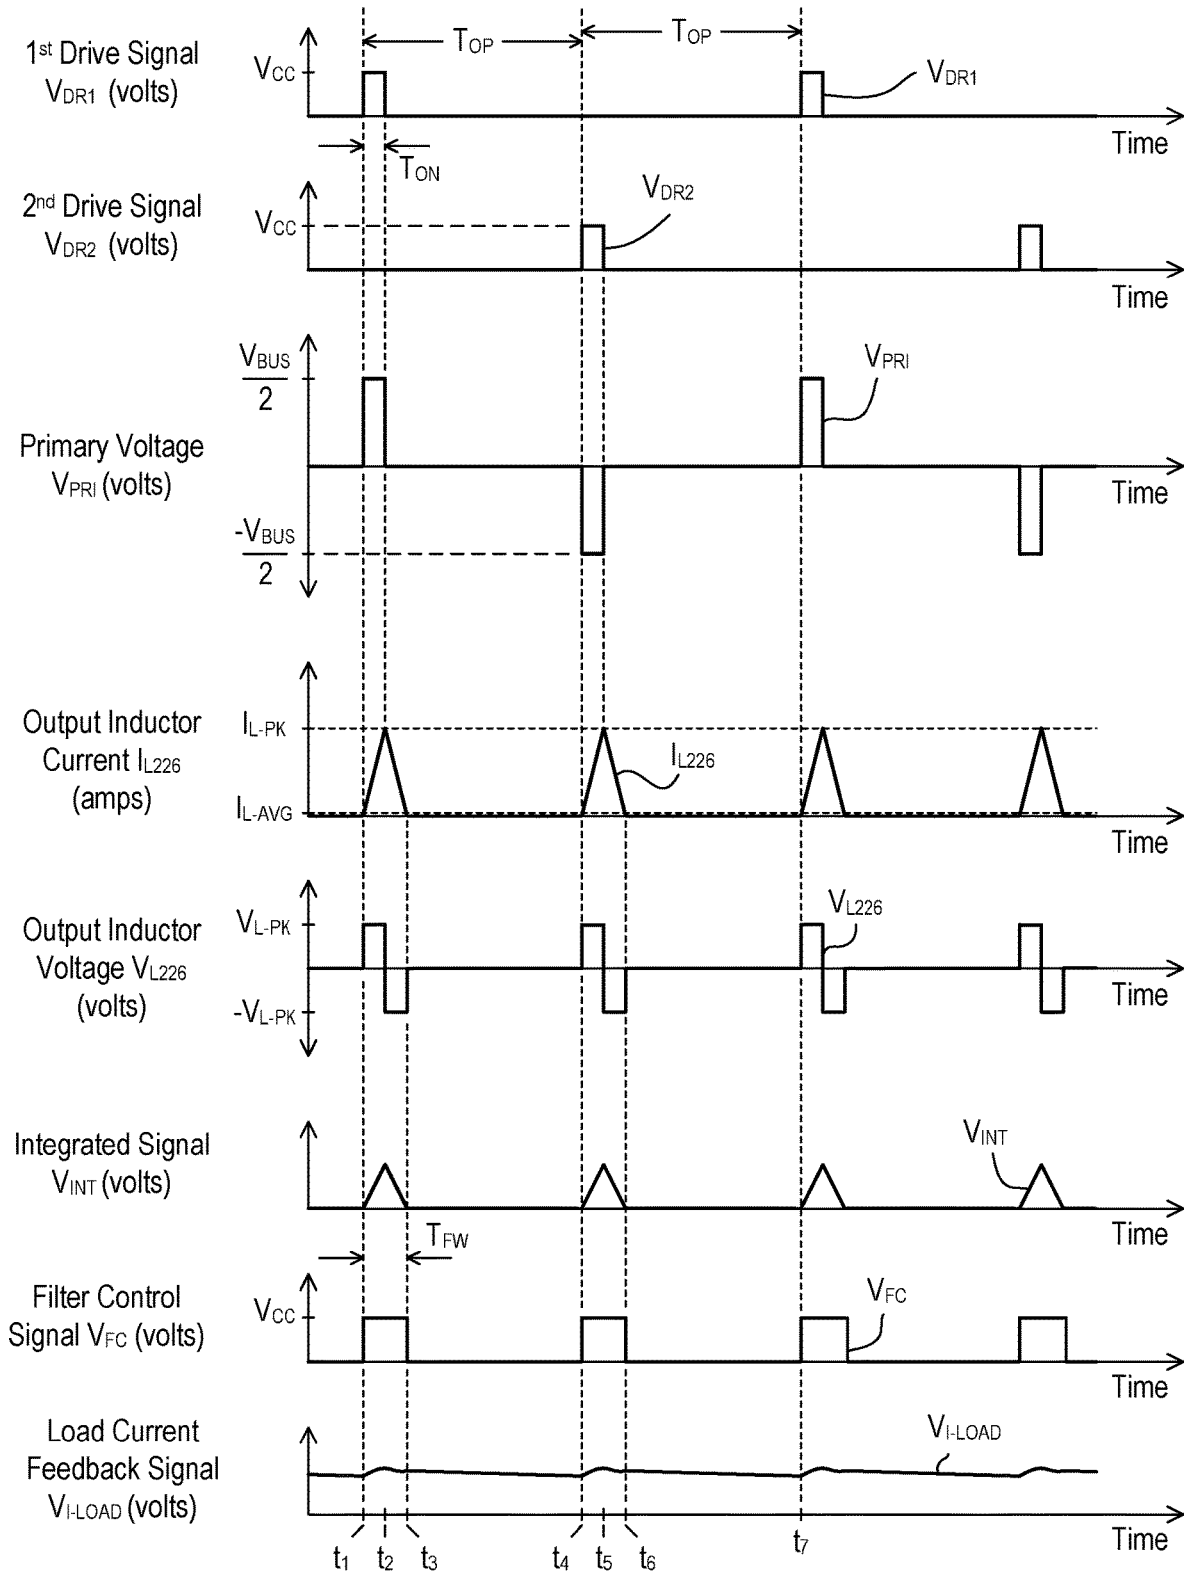 1st Drive Signal
VDR1 (volts)
VCC
TOP
TOP
VDR1
Time
TON
2nd Drive Signal
VDR2 (volts)
VCC
VDR2
Time
Primary Voltage
VPRI (volts)
VBUS
2
-VBUS
2
VPRI
Time
Output Inductor
Current IL226
(amps)
IL-PK
IL-AVG
IL226
Time
Output Inductor
Voltage VL226
(volts)
VL-PK
-VL-PK
VL226
Time
Integrated Signal
VINT (volts)
VINT
Time
TFW
Filter Control
Signal VFC (volts)
VCC
VFC
Time
Load Current
Feedback Signal
VI-LOAD (volts)
VI-LOAD
Time
t1 t2 t3 t4 t5 t6 t7